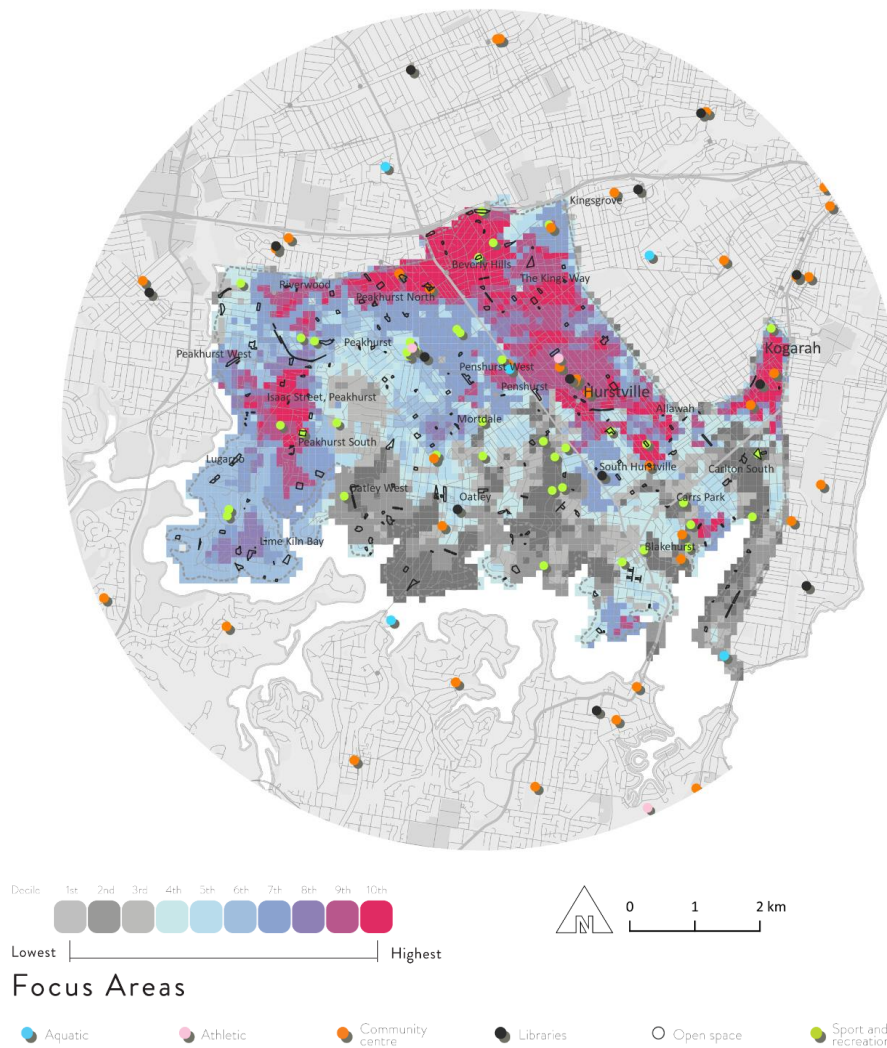 Kingsgrove
Beverly Hills
The Kings Way
Riverwood
Peakhurst North
Peakhurst
Kogarah
Peakhurst West
Penshurst West
Penshurst
Hurstville
Isaac Street, Peakhurst
Allawah
Mortdale
Peakhurst South
Lugarno
South Hurstville
Carlton South
Oatley West
Oatley
Carrs Park
Lime Kiln Bay
Blakehurst
Decile 1st 2nd 3rd 4th 5th 6th 7th 8th 9th 10th
Lowest Highest
N
0 1 2 km
Focus Areas
Aquatic Athletic Community centre Libraries Open space Sport and recreation